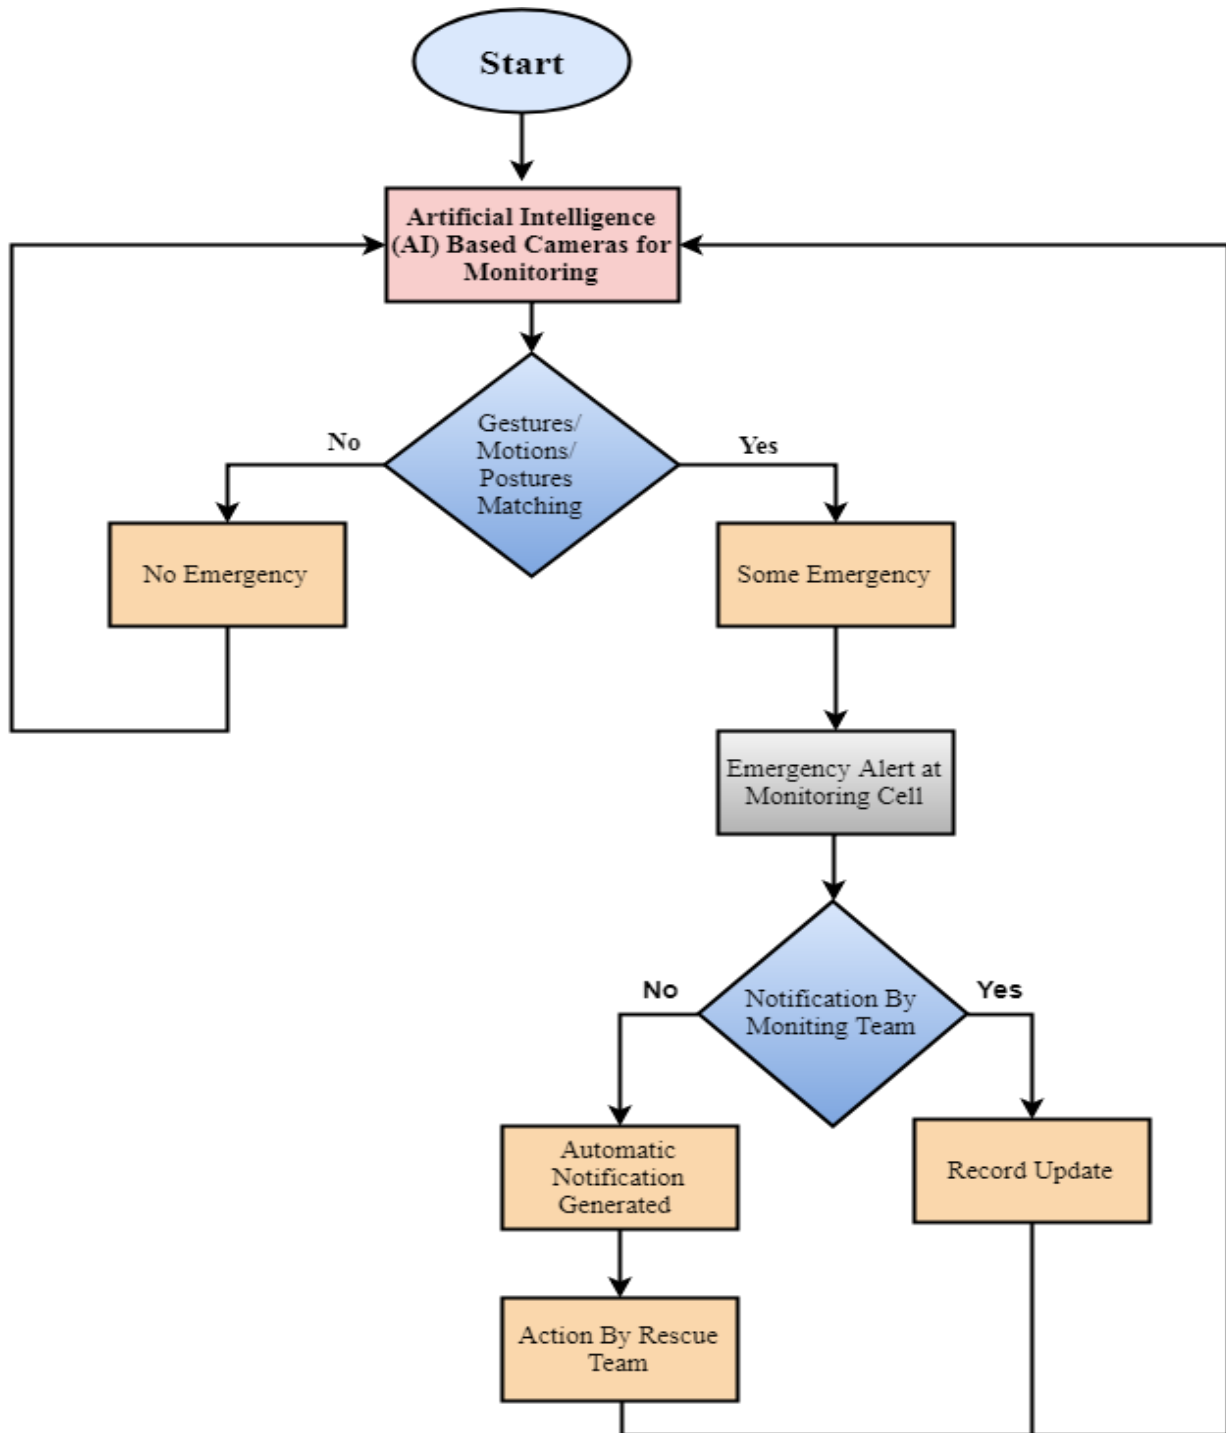 Start
Artificial Intelligence
(AI) Based Cameras for
Monitoring
Gestures/
Motions/
Postures
Matching
No
Yes
No Emergency
Some Emergency
Emergency Alert at
Monitoring Cell
No
Notification By
Moniting Team
Yes
Automatic
Notification
Generated
Record Update
Action By Rescue
Team